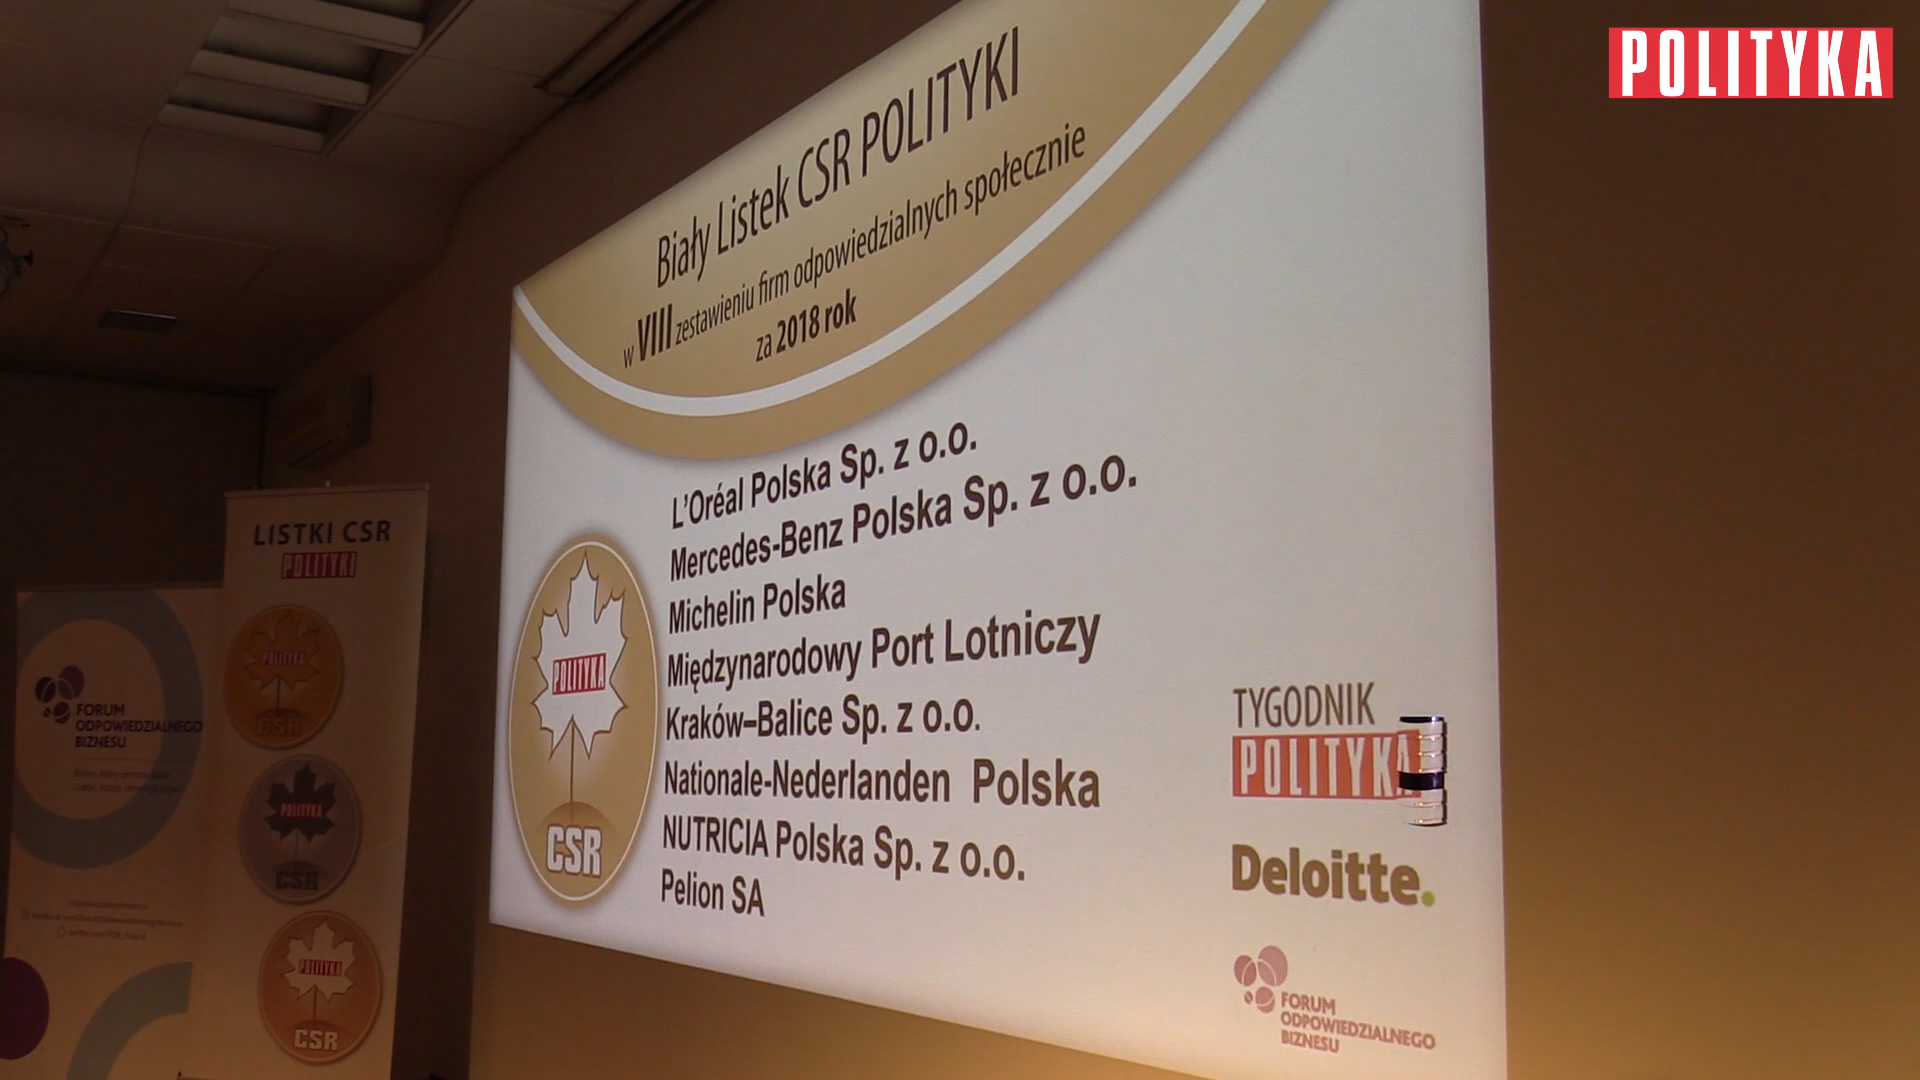 POLITYKA
Biały Listek CSR POLITYKI
w VIII zestawieniu firm odpowiedzialnych społecznie
za 2018 rok
L'Oréal Polska Sp. z o.o.
Mercedes-Benz Polska Sp. z o.o.
Michelin Polska
Międzynarodowy Port Lotniczy
Kraków–Balice Sp. z o.o.
Nationale-Nederlanden Polska
NUTRICIA Polska Sp. z o.o.
Pelion SA
POLITYKA
CSR
TYGODNIK
POLITYKA
Deloitte.
FORUM
ODPOWIEDZIALNEGO
BIZNESU
LISTKI CSR
POLITYKI
POLITYKA
CSR
POLITYKA
CSR
POLITYKA
CSR
FORUM
ODPOWIEDZIALNEGO
BIZNESU